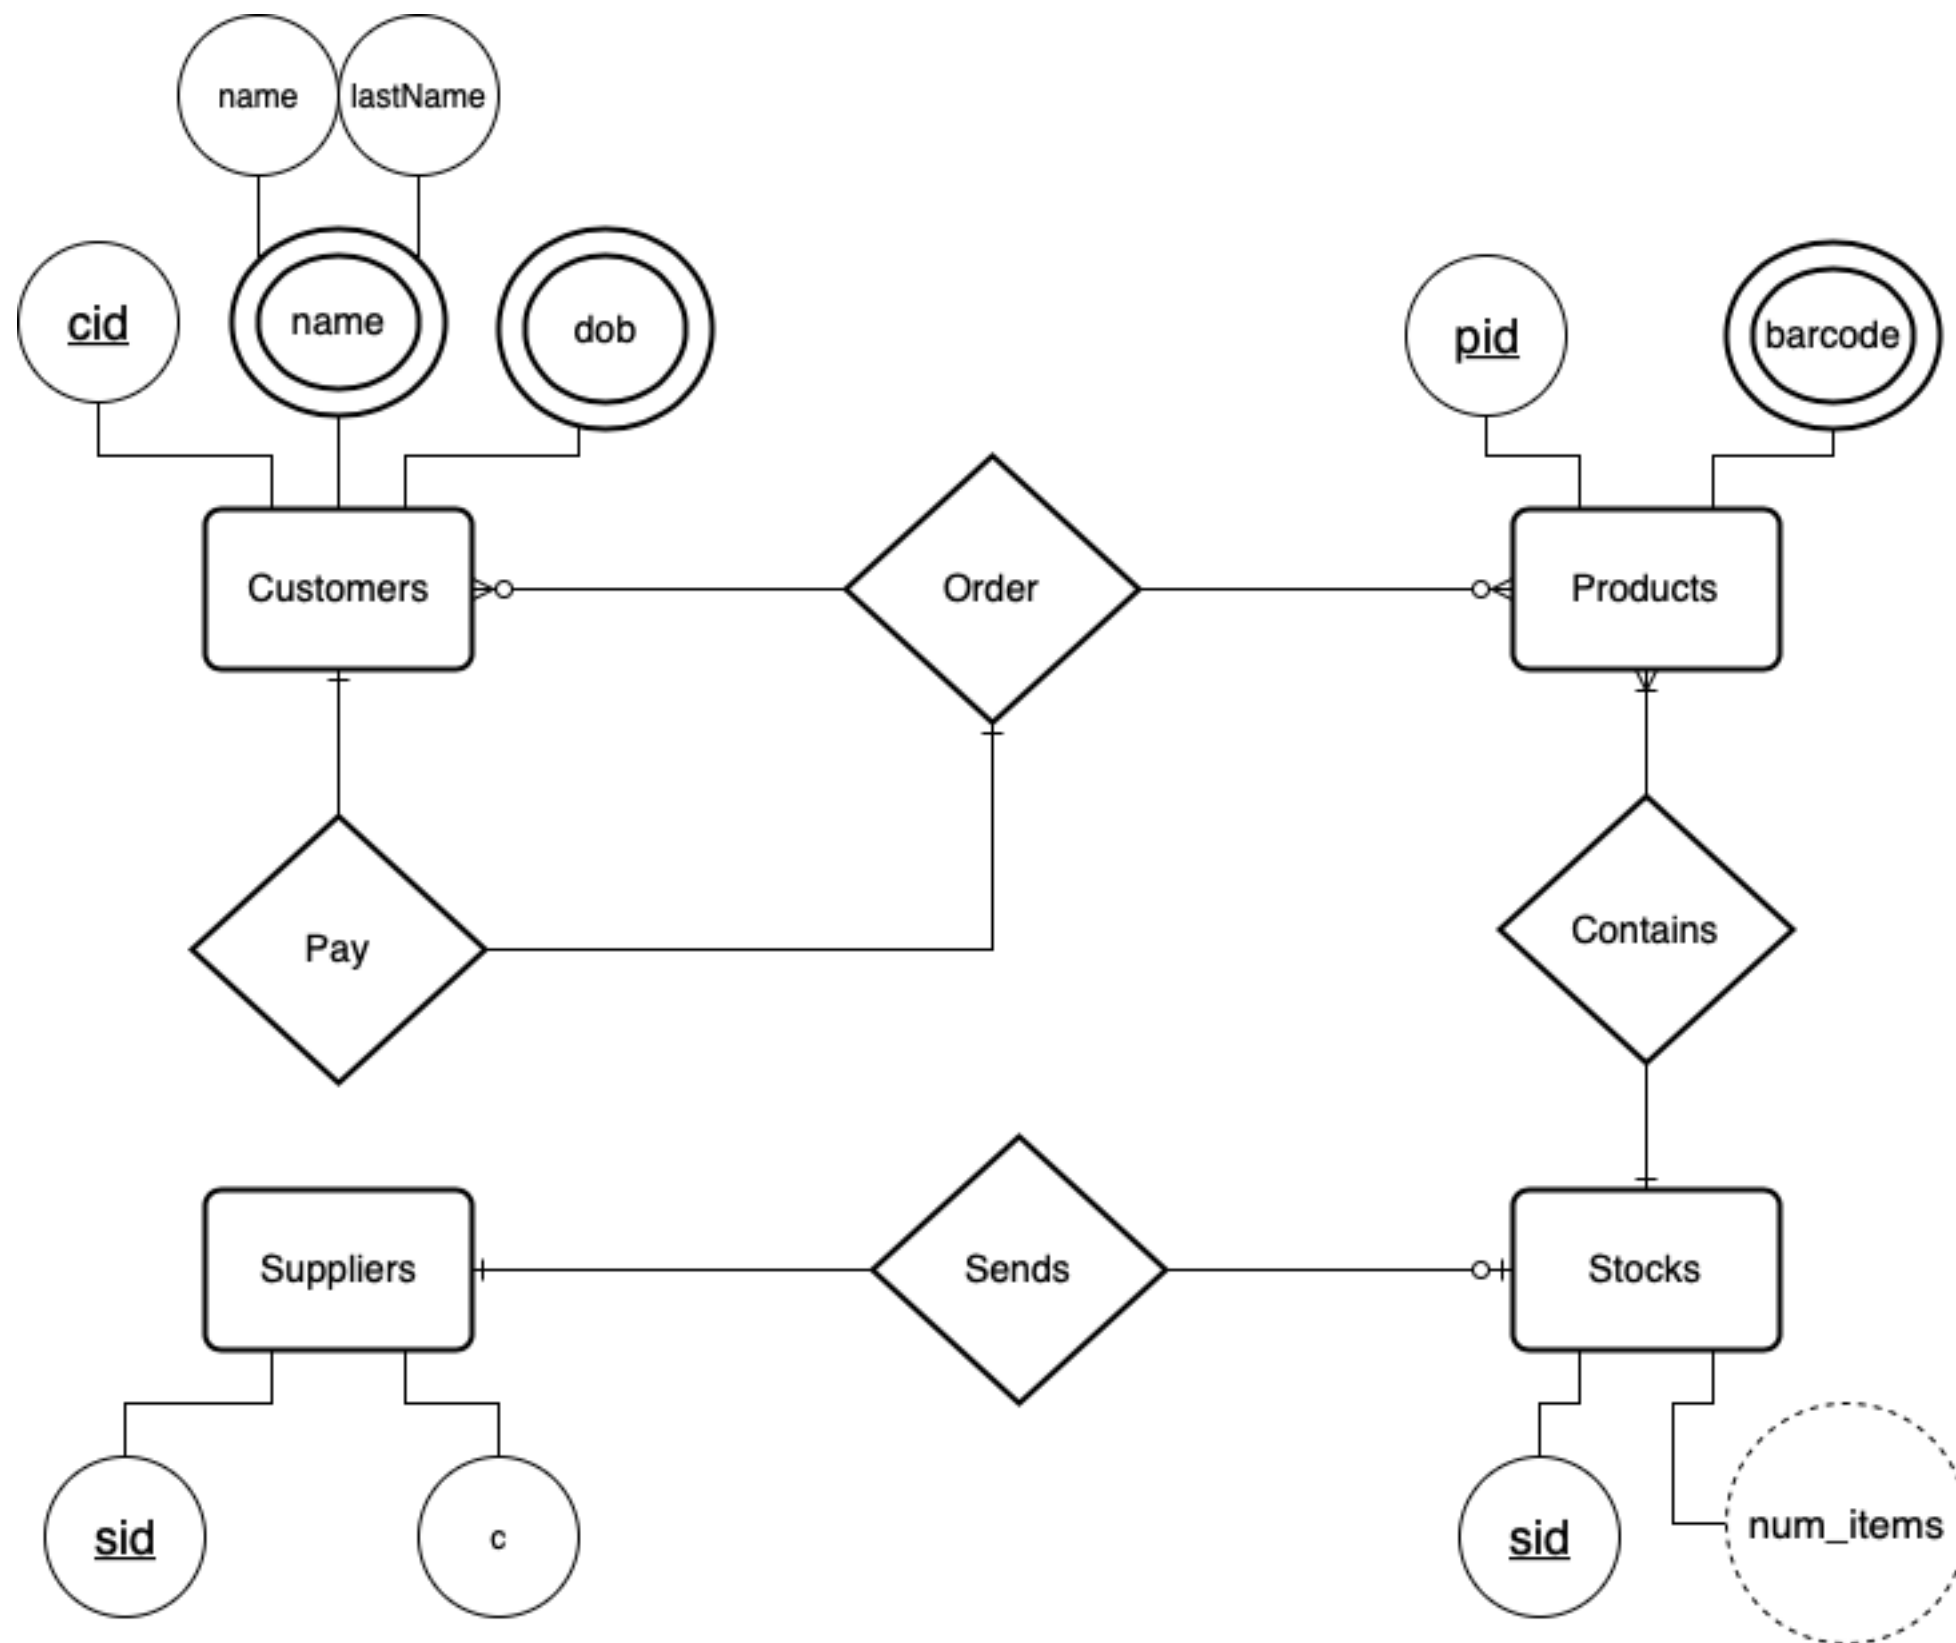 name
lastName
cid
name
dob
pid
barcode
Customers
Order
Products
Pay
Contains
Suppliers
Sends
Stocks
sid
c
sid
num_items